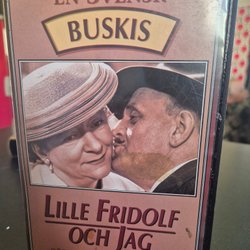 EN SVENSK
BUSKIS
LILLE FRIDOLF
OCH JAG